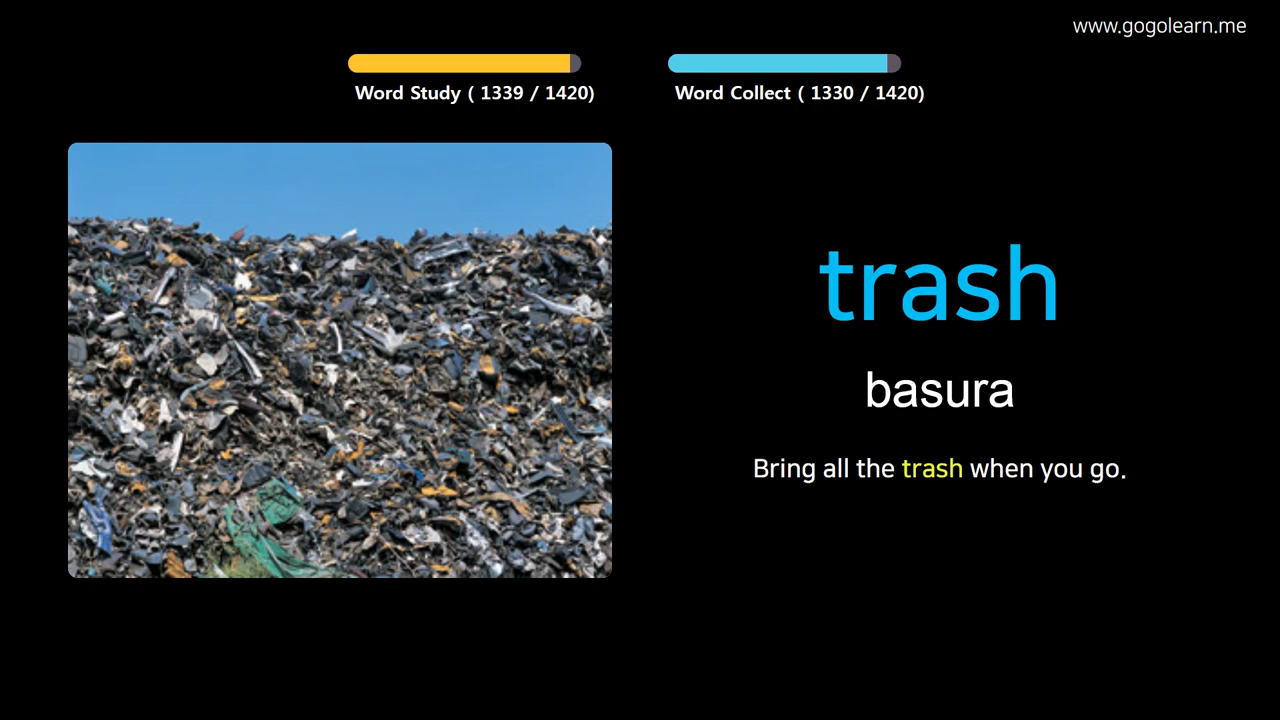 www.gogolearn.me
Word Study ( 1339 / 1420)
Word Collect ( 1330 / 1420)
trash
basura
Bring all the trash when you go.